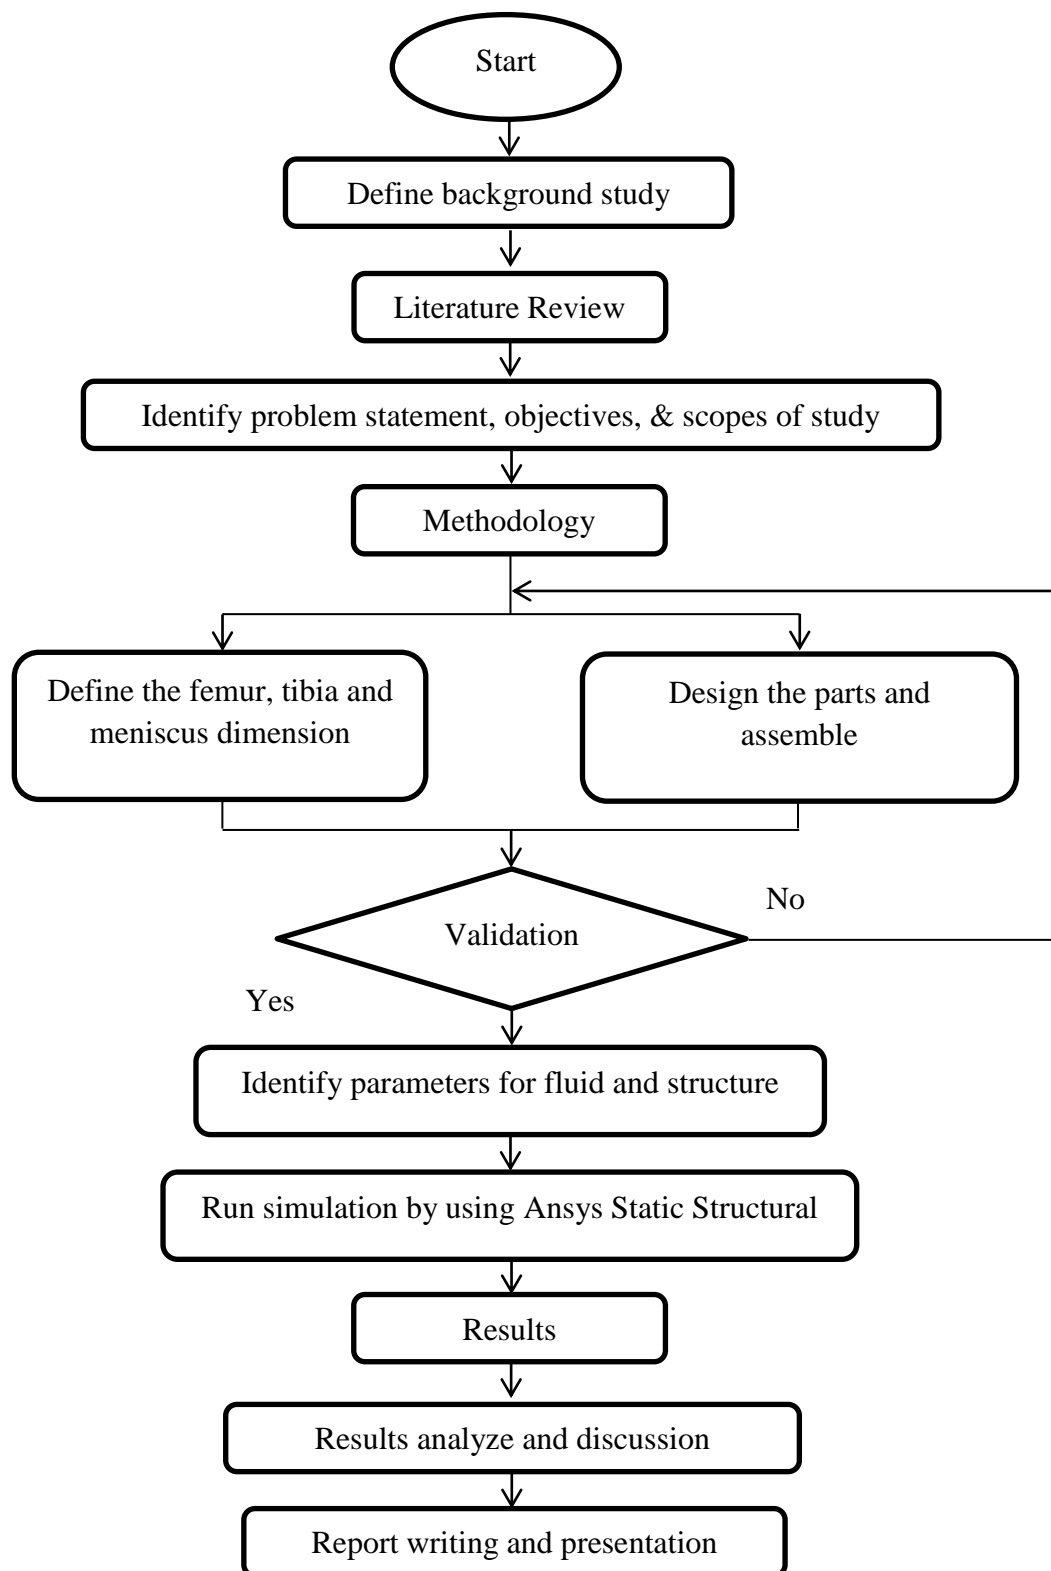 Start
Define background study
Literature Review
Identify problem statement, objectives, & scopes of study
Methodology
Define the femur, tibia and
meniscus dimension
Design the parts and
assemble
No
Validation
Yes
Identify parameters for fluid and structure
Run simulation by using Ansys Static Structural
Results
Results analyze and discussion
Report writing and presentation